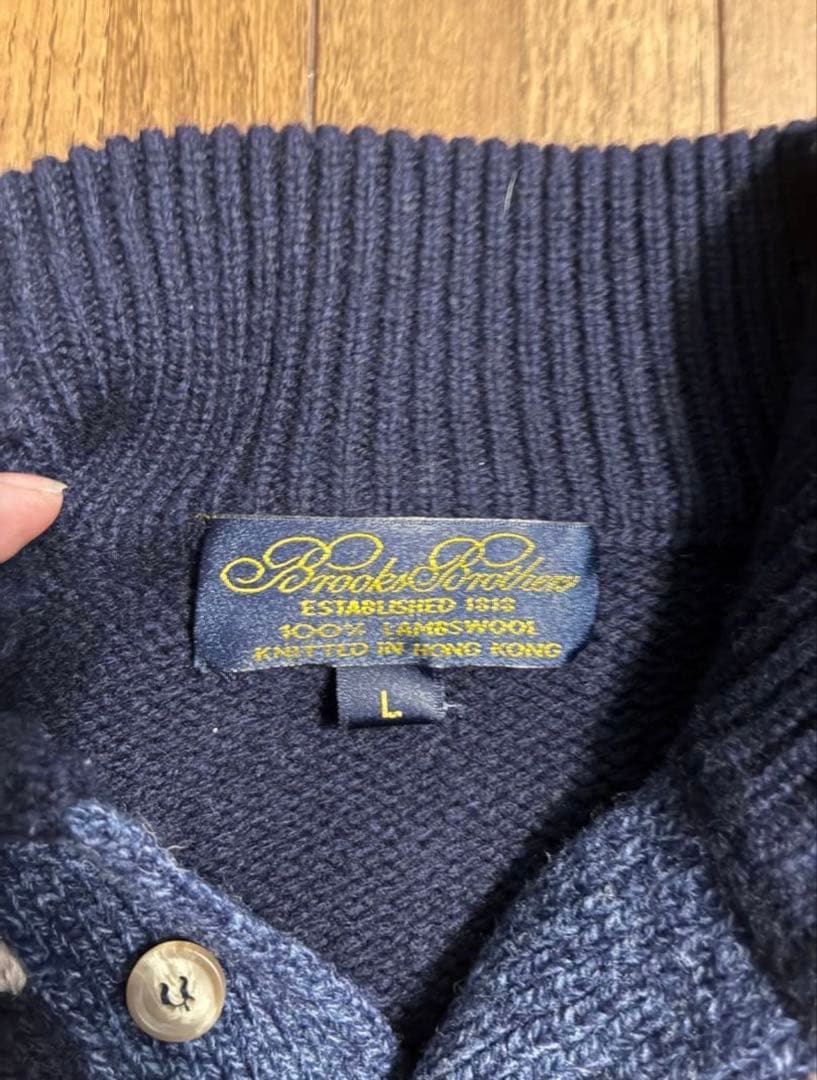 Brooks Brothers
ESTABLISHED 1818
100% LAMBSWOOL
KNITTED IN HONG KONG
L